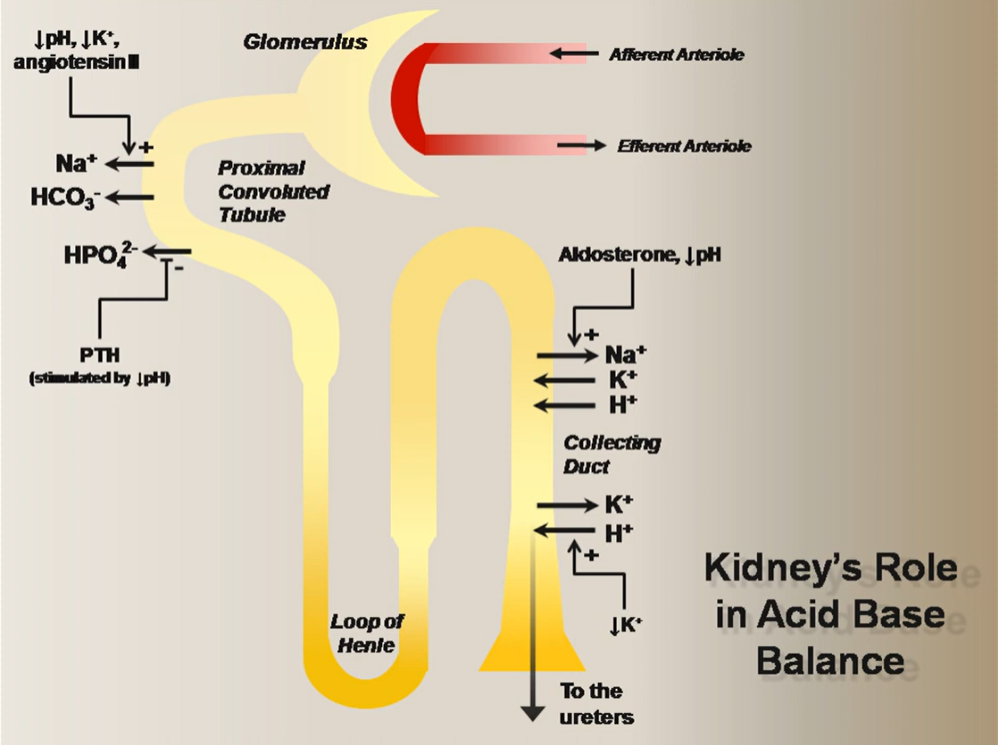 ↓pH, ↓K⁺,
angiotensin II
Glomerulus
Afferent Arteriole
Efferent Arteriole
+
Na⁺
HCO₃⁻
HPO₄²⁻
-
PTH
(stimulated by ↓pH)
Proximal
Convoluted
Tubule
Aldosterone, ↓pH
+
Na⁺
K⁺
H⁺
Collecting
Duct
K⁺
H⁺
+
↓K⁺
Loop of
Henle
To the
ureters
Kidney’s Role
in Acid Base
Balance